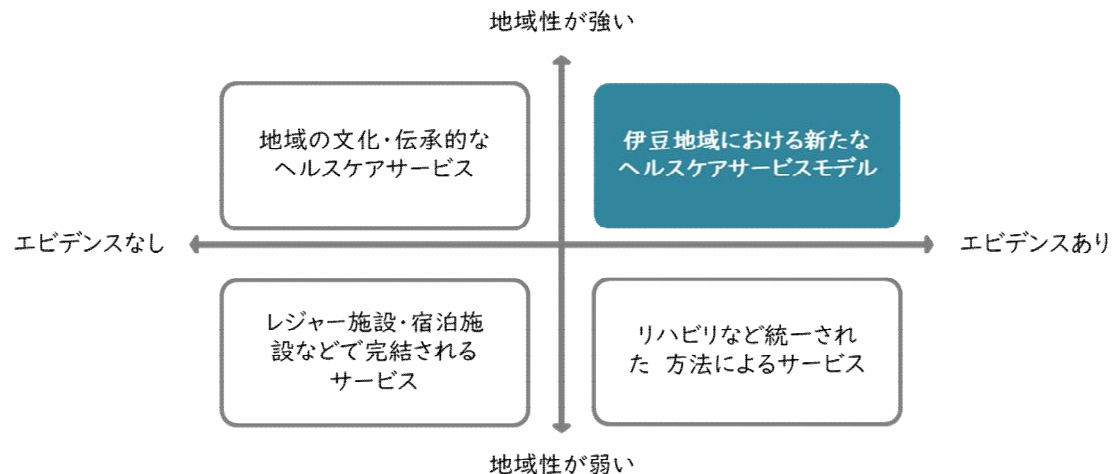 地域性が強い
地域の文化・伝承的な
ヘルスケアサービス
伊豆地域における新たな
ヘルスケアサービスモデル
エビデンスなし
エビデンスあり
レジャー施設・宿泊施
設などで完結される
サービス
リハビリなど統一され
た 方法によるサービス
地域性が弱い